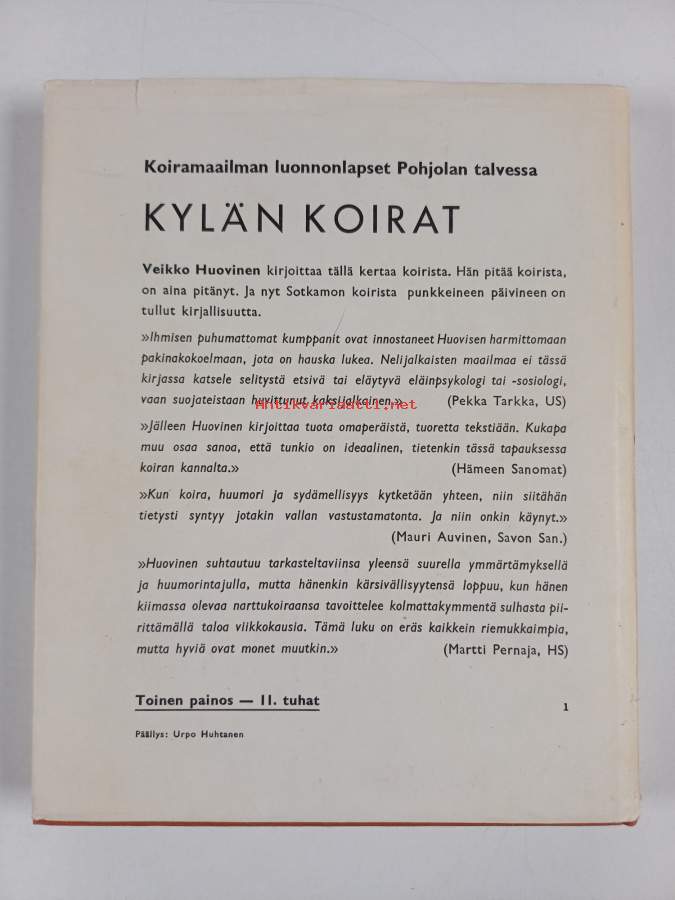 Koiramaailman luonnonlapset Pohjolan talvessa
KYLÄN KOIRAT
Veikko Huovinen kirjoittaa tällä kertaa koirista. Hän pitää koirista,
on aina pitänyt. Ja nyt Sotkamon koirista punkkeineen päivineen on
tullut kirjallisuutta.
»Ihmisen puhumattomat kumppanit ovat innostaneet Huovisen harmittomaan
pakinakokoelmaan, jota on hauska lukea. Nelijalkaisten maailmaa ei tässä
kirjassa katsele selitystä etsivä tai eläytyvä eläinpsykologi tai -sosiologi,
vaan suojateistaan huvittunut kaksijalkainen.» (Pekka Tarkka, US)
Antikvariaatti.net
»Jälleen Huovinen kirjoittaa tuota omaperäistä, tuoretta tekstiään. Kukapa
muu osaa sanoa, että tunkio on ideaalinen, tietenkin tässä tapauksessa
koiran kannalta.» (Hämeen Sanomat)
»Kun koira, huumori ja sydämellisyys kytketään yhteen, niin siitähän
tietysti syntyy jotakin vallan vastustamatonta. Ja niin onkin käynyt.»
(Mauri Auvinen, Savon San.)
»Huovinen suhtautuu tarkasteltaviinsa yleensä suurella ymmärtämyksellä
ja huumorintajulla, mutta hänenkin kärsivällisyytensä loppuu, kun hänen
kiimassa olevaa narttukoiraansa tavoittelee kolmattakymmentä sulhasta pii-
rittämällä taloa viikkokausia. Tämä luku on eräs kaikkein riemukkaimpia,
mutta hyviä ovat monet muutkin.» (Martti Pernaja, HS)
Toinen painos — 11. tuhat
1
Päällys: Urpo Huhtanen